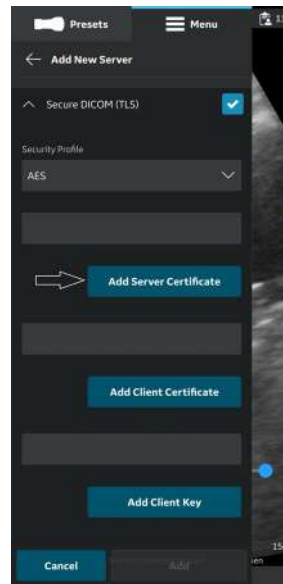 Presets
Menu
Add New Server
Secure DICOM (TLS)
Security Profile
AES
Add Server Certificate
Add Client Certificate
Add Client Key
Cancel
Add